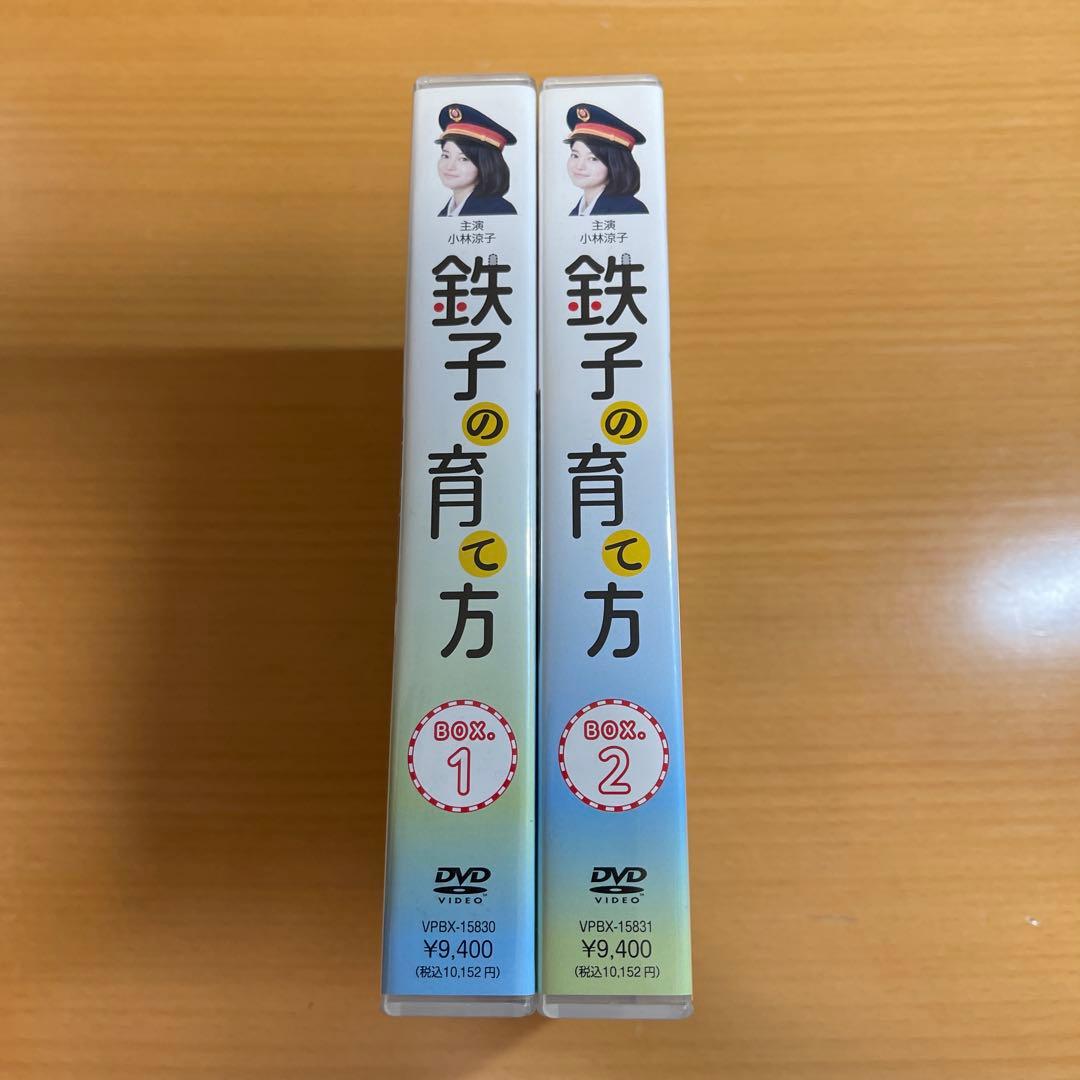 主演
小林涼子
鉄子の育て方
BOX.
1
DVD
VIDEO™
VPBX-15830
¥9,400
(税込10,152円)
主演
小林涼子
鉄子の育て方
BOX.
2
DVD
VIDEO™
VPBX-15831
¥9,400
(税込10,152円)